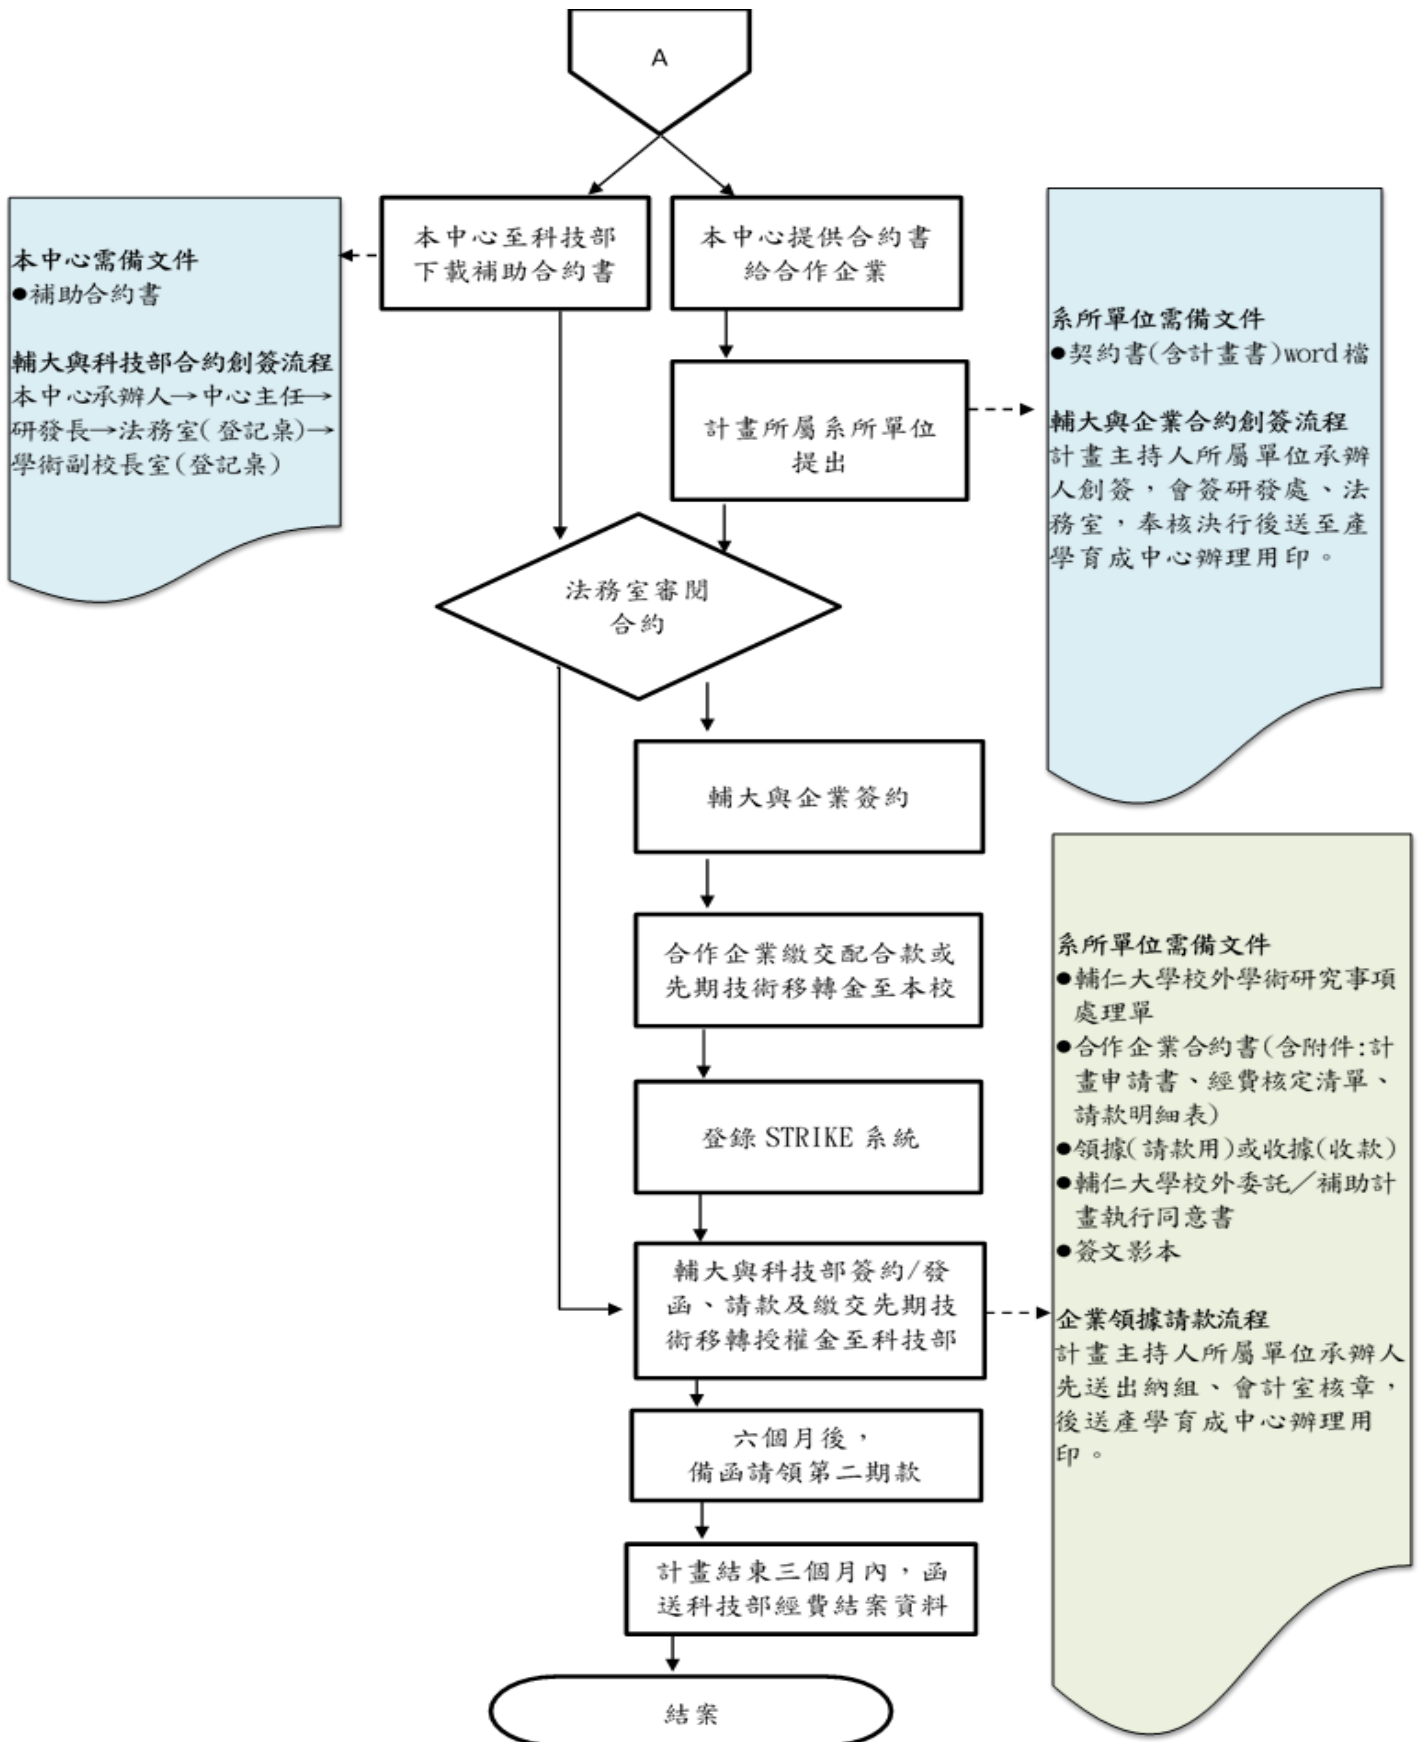 A
本中心至科技部
下載補助合約書
本中心提供合約書
給合作企業
本中心需備文件
●補助合約書
輔大與科技部合約創簽流程
本中心承辦人→中心主任→
研發長→法務室(登記桌)→
學術副校長室(登記桌)
計畫所屬系所單位
提出
系所單位需備文件
●契約書(含計畫書)word檔
輔大與企業合約創簽流程
計畫主持人所屬單位承辦
人創簽，會簽研發處、法
務室，奉核決行後送至產
學育成中心辦理用印。
法務室審閱
合約
輔大與企業簽約
合作企業繳交配合款或
先期技術移轉金至本校
登錄 STRIKE 系統
輔大與科技部簽約/發
函、請款及繳交先期技
術移轉授權金至科技部
系所單位需備文件
●輔仁大學校外學術研究事項
處理單
●合作企業合約書(含附件:計
畫申請書、經費核定清單、
請款明細表)
●領據(請款用)或收據(收款)
●輔仁大學校外委託／補助計
畫執行同意書
●簽文影本
企業領據請款流程
計畫主持人所屬單位承辦人
先送出納組、會計室核章，
後送產學育成中心辦理用
印。
六個月後，
備函請領第二期款
計畫結束三個月內，函
送科技部經費結案資料
結案